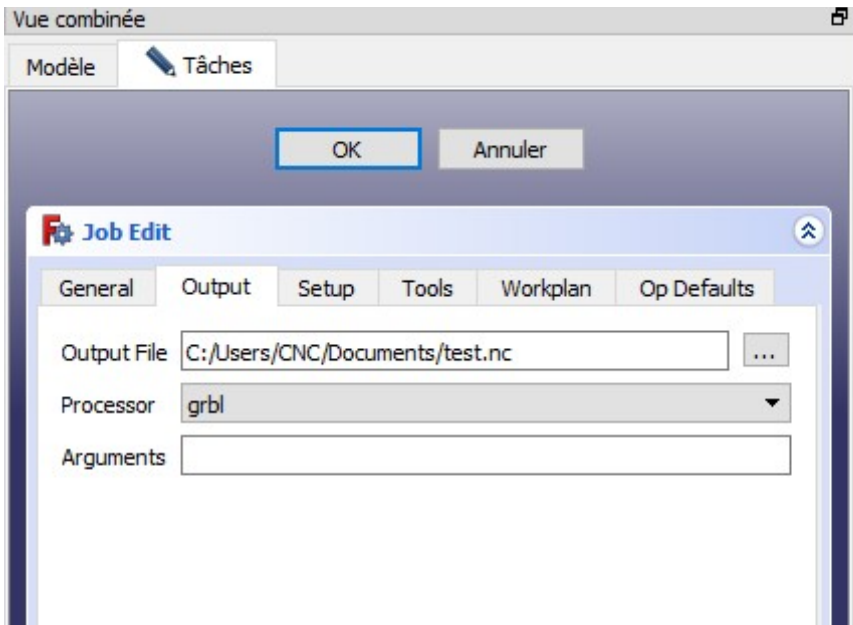 Vue combinée
Modèle Tâches
OK Annuler
Job Edit
General Output Setup Tools Workplan Op Defaults
Output File C:/Users/CNC/Documents/test.nc ...
Processor grbl
Arguments